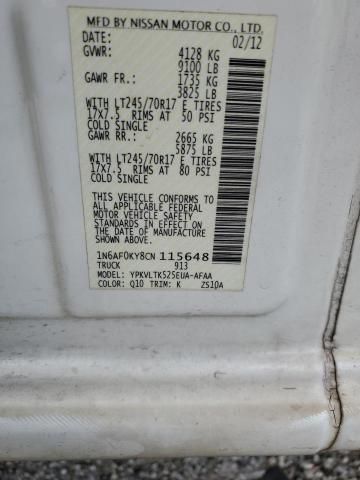 MFD BY NISSAN MOTOR CO., LTD.
DATE: 02/12
GVWR: 4128 KG
9100 LB
GAWR FR.: 1735 KG
3825 LB
WITH LT245/70R17 E TIRES
17X7.5 RIMS AT 50 PSI
COLD SINGLE
GAWR RR.: 2665 KG
5875 LB
WITH LT245/70R17 E TIRES
17X7.5 RIMS AT 80 PSI
COLD SINGLE
THIS VEHICLE CONFORMS TO
ALL APPLICABLE FEDERAL
MOTOR VEHICLE SAFETY
STANDARDS IN EFFECT ON
THE DATE OF MANUFACTURE
SHOWN ABOVE.
1N6AF0KY8CN 115648
TRUCK 913
MODEL: YPKVLTK525EUA-AFAA
COLOR: Q10 TRIM: K ZS10A